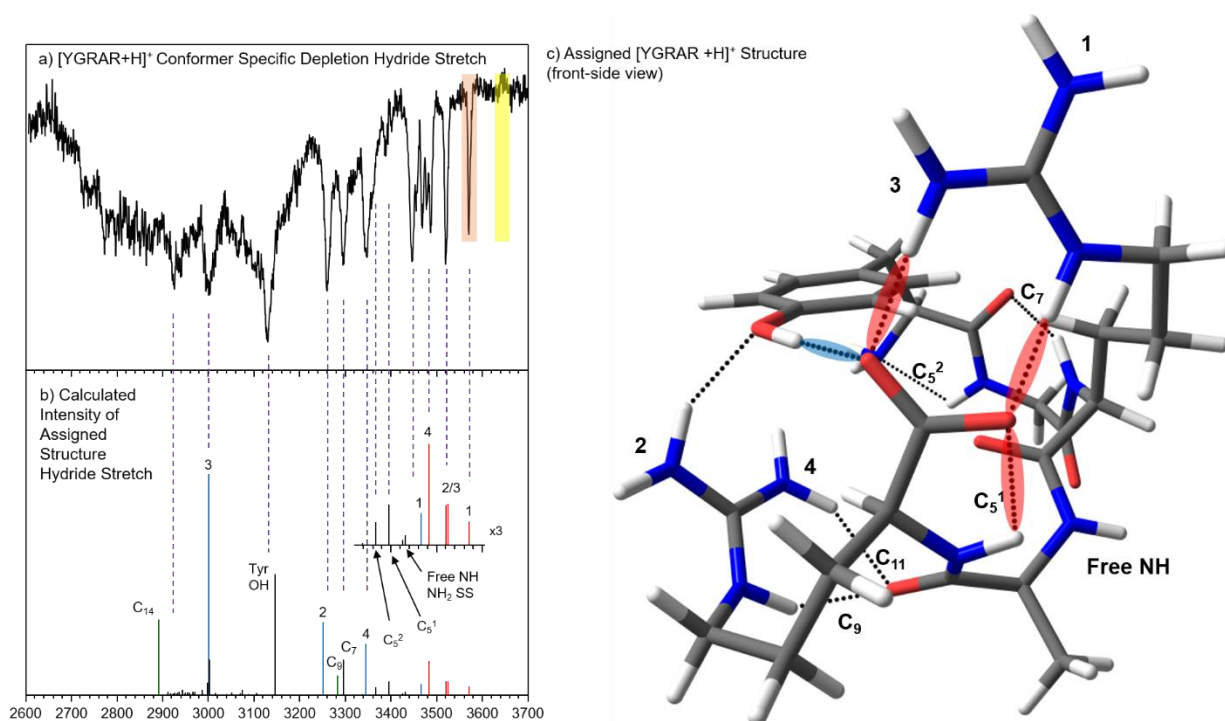 a) [YGRAR+H]⁺ Conformer Specific Depletion Hydride Stretch
c) Assigned [YGRAR +H]⁺ Structure
(front-side view)
1
3
C₇
C₅²
2
4
C₅¹
C₁₁
Free NH
C₉
b) Calculated
Intensity of
Assigned
Structure
Hydride Stretch
4
3
2/3
1
1
x3
Tyr
OH
Free NH
NH₂ SS
C₁₄
2
C₅¹
C₅²
C₉
C₇
4
2600 2700 2800 2900 3000 3100 3200 3300 3400 3500 3600 3700